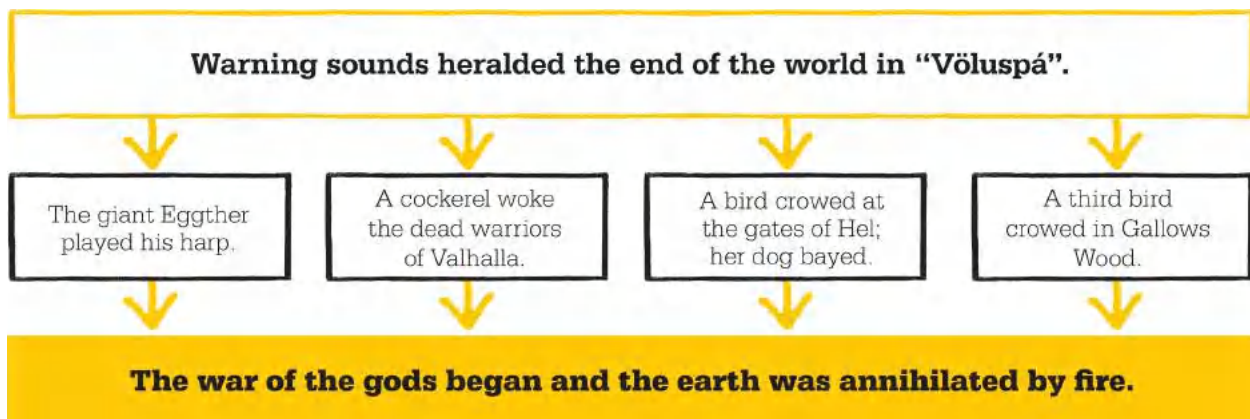 Warning sounds heralded the end of the world in “Völuspá”.
The giant Eggther
played his harp.
A cockerel woke
the dead warriors
of Valhalla.
A bird crowed at
the gates of Hel;
her dog bayed.
A third bird
crowed in Gallows
Wood.
The war of the gods began and the earth was annihilated by fire.